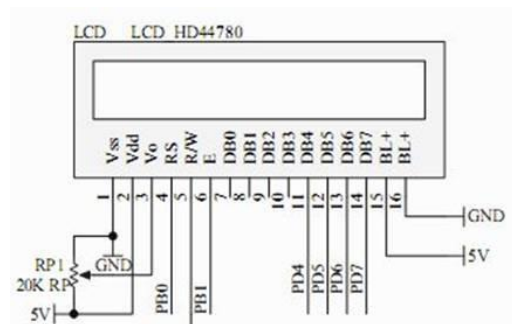 LCD LCD HD44780
Vss Vdd Vo RS R/W E DB0 DB1 DB2 DB3 DB4 DB5 DB6 DB7 BL+ BL+
1 2 3 4 5 6 7 8 9 10 11 12 13 14 15 16
GND
5V
RP1
20K RP
GND
5V
PB0 PB1 PD4 PD5 PD6 PD7